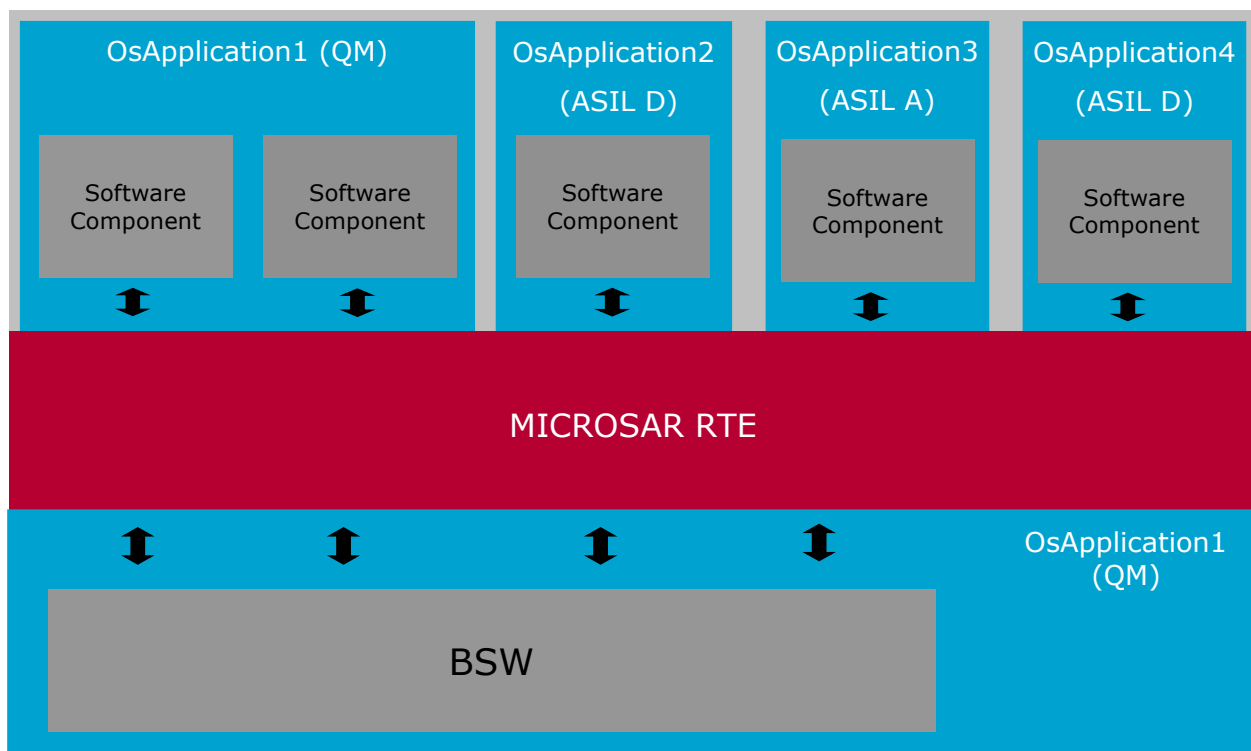 OsApplication1 (QM)
Software
Component
Software
Component
OsApplication2
(ASIL D)
Software
Component
OsApplication3
(ASIL A)
Software
Component
OsApplication4
(ASIL D)
Software
Component
MICROSAR RTE
OsApplication1
(QM)
BSW